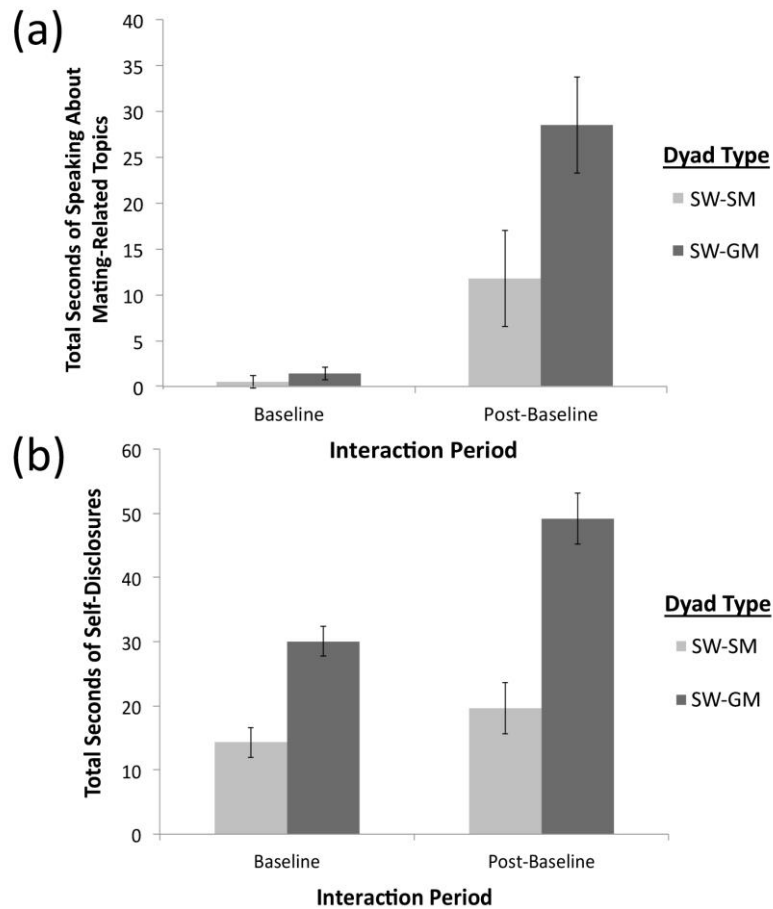 (a)
Total Seconds of Speaking About
Mating-Related Topics
40
35
30
25
20
15
10
5
0
Baseline
Post-Baseline
Interaction Period
Dyad Type
SW-SM
SW-GM
(b)
Total Seconds of Self-Disclosures
60
50
40
30
20
10
0
Baseline
Post-Baseline
Interaction Period
Dyad Type
SW-SM
SW-GM